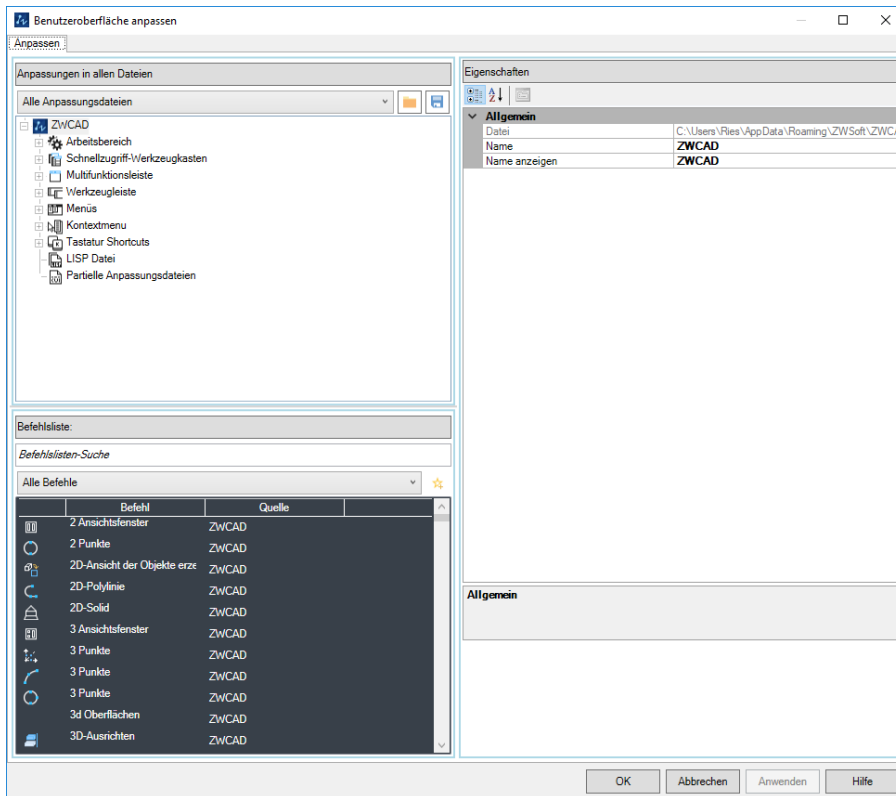 Benutzeroberfläche anpassen
Anpassen
Anpassungen in allen Dateien
Alle Anpassungsdateien
ZWCAD
Arbeitsbereich
Schnellzugriff-Werkzeugkasten
Multifunktionsleiste
Werkzeugleiste
Menüs
Kontextmenu
Tastatur Shortcuts
LISP Datei
Partielle Anpassungsdateien
Befehlsliste:
Befehlslisten-Suche
Alle Befehle
Befehl Quelle
2 Ansichtsfenster ZWCAD
2 Punkte ZWCAD
2D-Ansicht der Objekte erze ZWCAD
2D-Polylinie ZWCAD
2D-Solid ZWCAD
3 Ansichtsfenster ZWCAD
3 Punkte ZWCAD
3 Punkte ZWCAD
3 Punkte ZWCAD
3d Oberflächen ZWCAD
3D-Ausrichten ZWCAD
Eigenschaften
Allgemein
Datei C:\Users\Ries\AppData\Roaming\ZWSoft\ZWC
Name ZWCAD
Name anzeigen ZWCAD
Allgemein
OK Abbrechen Anwenden Hilfe